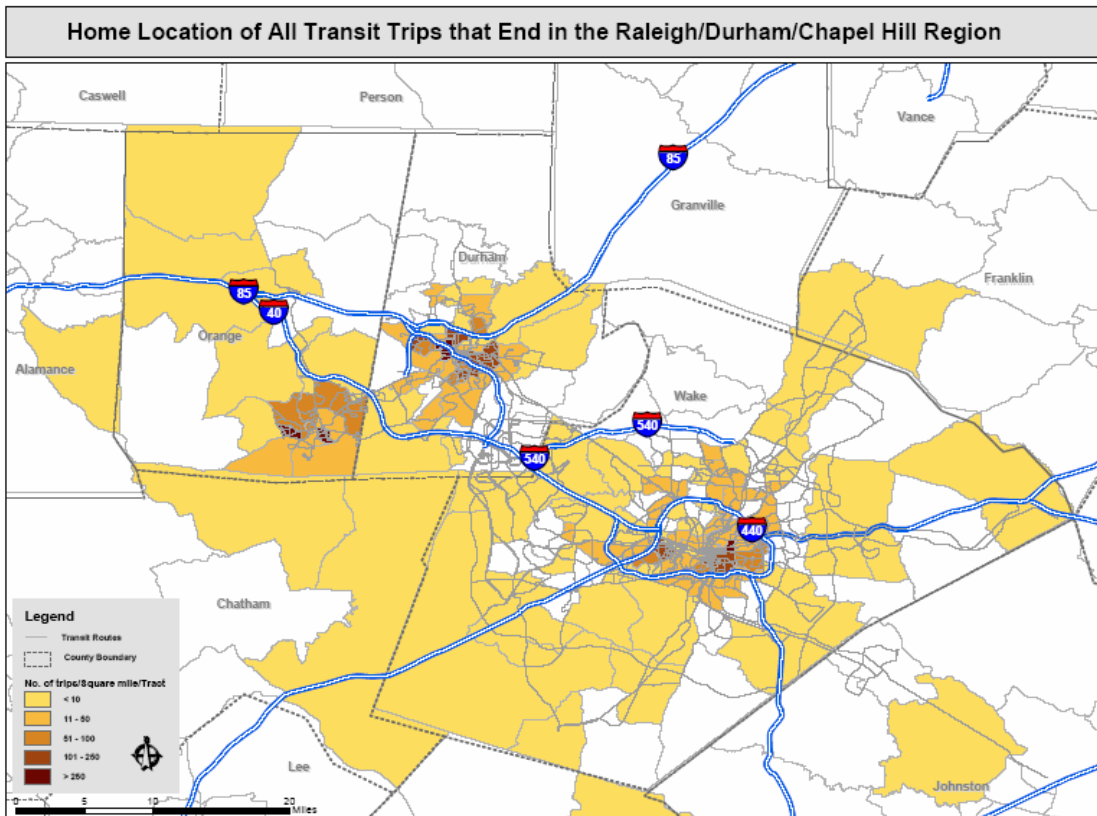 Home Location of All Transit Trips that End in the Raleigh/Durham/Chapel Hill Region
Caswell
Person
Vance
85
Granville
Durham
Franklin
85
40
Orange
Alamance
Wake
540
540
440
Chatham
Legend
Transit Routes
County Boundary
No. of trips/Square mile/Tract
< 10
11 - 50
51 - 100
101 - 250
> 250
Lee
Johnston
0 5 10 20
Miles